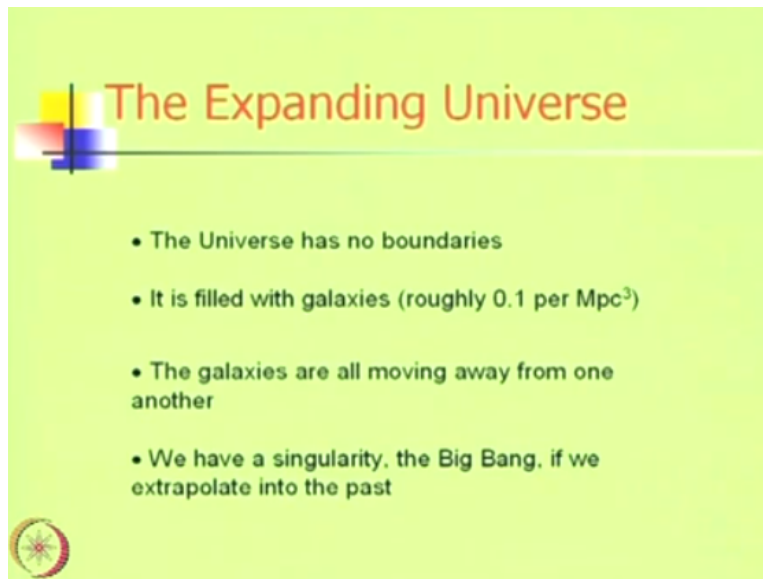 The Expanding Universe
• The Universe has no boundaries
• It is filled with galaxies (roughly 0.1 per Mpc³)
• The galaxies are all moving away from one
another
• We have a singularity, the Big Bang, if we
extrapolate into the past